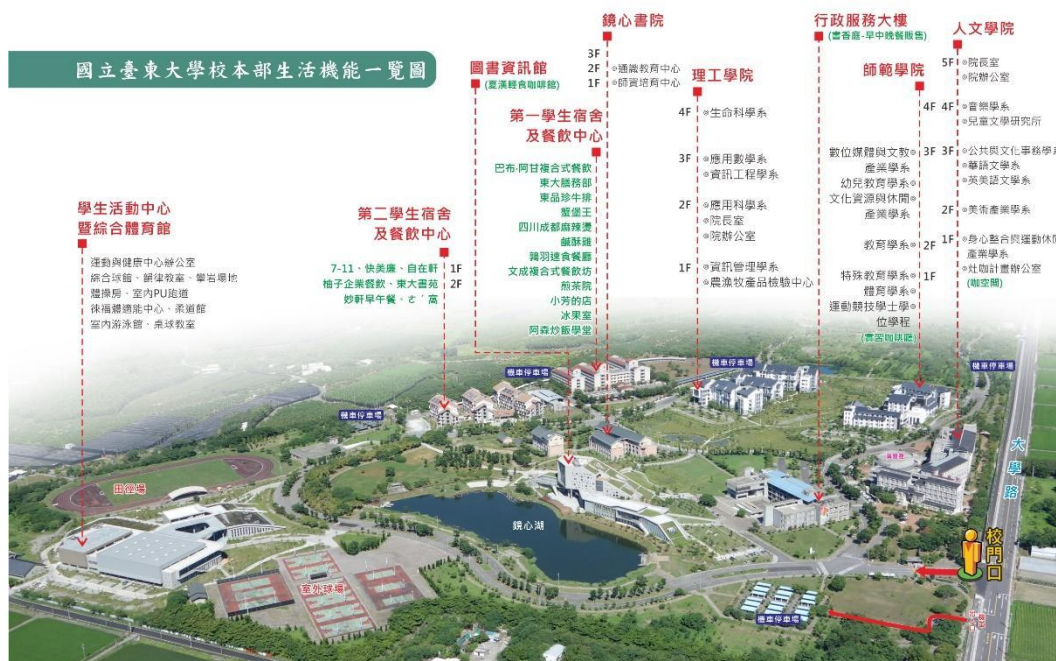 國立臺東大學校本部生活機能一覽圖
學生活動中心
暨綜合體育館
運動與健康中心辦公室
綜合球館、韻律教室、攀岩場地
體操房、室內PU跑道
徠福體適能中心、柔道館
室內游泳館、桌球教室
第二學生宿舍
及餐飲中心
7-11、快美廉、自在軒 1F
柚子企業餐飲、東大書苑 2F
妙軒早午餐、ㄜˊ窩
圖書資訊館
(夏漢輕食咖啡館)
第一學生宿舍
及餐飲中心
巴布‧阿甘複合式餐飲
東大膳務部
東品珍牛排
蟹堡王
四川成都麻辣燙
鹹酥雞
鶄羽速食餐廳
文成複合式餐飲坊
煎茶院
小芳的店
冰果室
阿森炒飯學堂
鏡心書院
3F
2F ◎通識教育中心
1F ◎師資培育中心
理工學院
4F ◎生命科學系
3F ◎應用數學系
◎資訊工程學系
2F ◎應用科學系
◎院長室
◎院辦公室
1F ◎資訊管理學系
◎農漁牧產品檢驗中心
行政服務大樓
(書香庭-早中晚餐販售)
師範學院
4F
數位媒體與文教◎ 3F
產業學系
幼兒教育學系◎
文化資源與休閒◎
產業學系
教育學系◎ 2F
特殊教育學系◎ 1F
體育學系◎
運動競技學士學◎
位學程
(實習咖啡廳)
人文學院
5F ◎院長室
◎院辦公室
4F ◎音樂學系
◎兒童文學研究所
3F ◎公共與文化事務學系
◎華語文學系
◎英美語文學系
2F ◎美術產業學系
1F ◎身心整合與運動休閒
產業學系
◎灶咖計畫辦公室
(咖空間)
機車停車場
機車停車場
機車停車場
機車停車場
田徑場
鏡心湖
室外球場
機車停車場
大學路
校門口